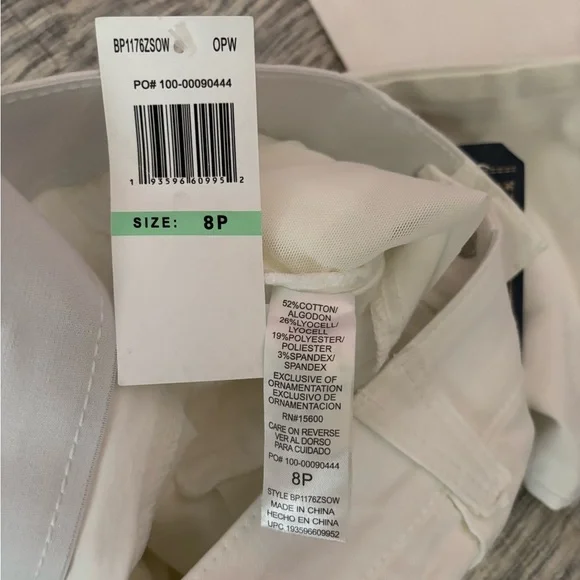 BP1176ZSOW OPW
PO# 100-00090444
1 93596 60995 2
SIZE: 8P
52%COTTON/
ALGODON
26%LYOCELL/
LYOCELL
19%POLYESTER/
POLIESTER
3%SPANDEX/
SPANDEX
EXCLUSIVE OF
ORNAMENTATION
EXCLUSIVO DE
ORNAMENTACION
RN#15600
CARE ON REVERSE
VER AL DORSO
PARA CUIDADO
PO# 100-00090444
8P
STYLE BP1176ZSOW
MADE IN CHINA
HECHO EN CHINA
UPC 193596609952